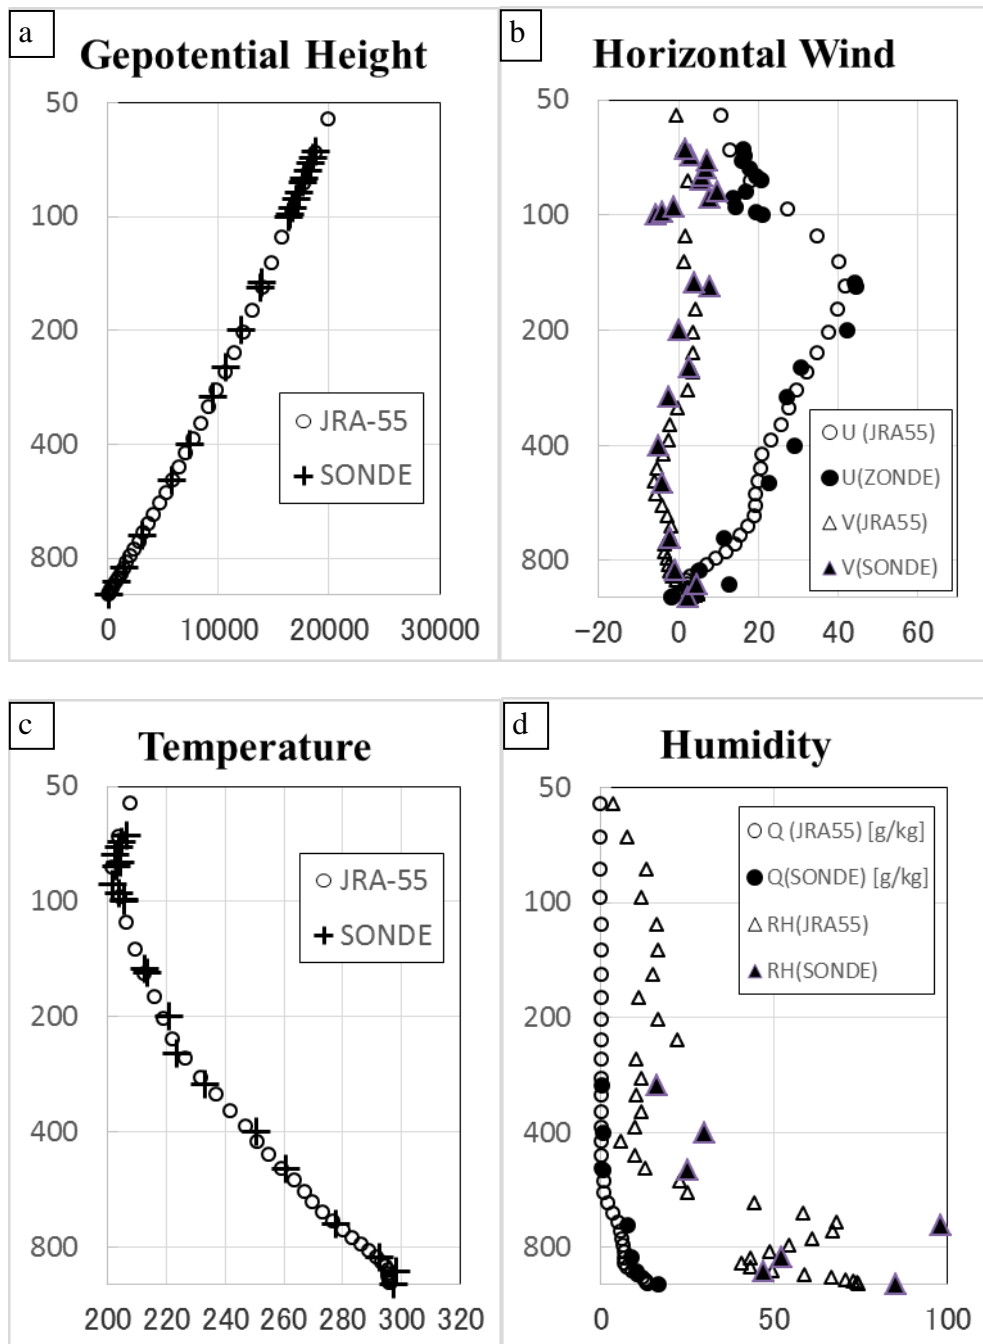 a
Gepotential Height
50
100
200
400
800
0 10000 20000 30000
JRA-55
SONDE
b
Horizontal Wind
50
100
200
400
800
−20 0 20 40 60
U (JRA55)
U(ZONDE)
V(JRA55)
V(SONDE)
c
Temperature
50
100
200
400
800
200 220 240 260 280 300 320
JRA-55
SONDE
d
Humidity
50
100
200
400
800
0 50 100
Q (JRA55) [g/kg]
Q(SONDE) [g/kg]
RH(JRA55)
RH(SONDE)